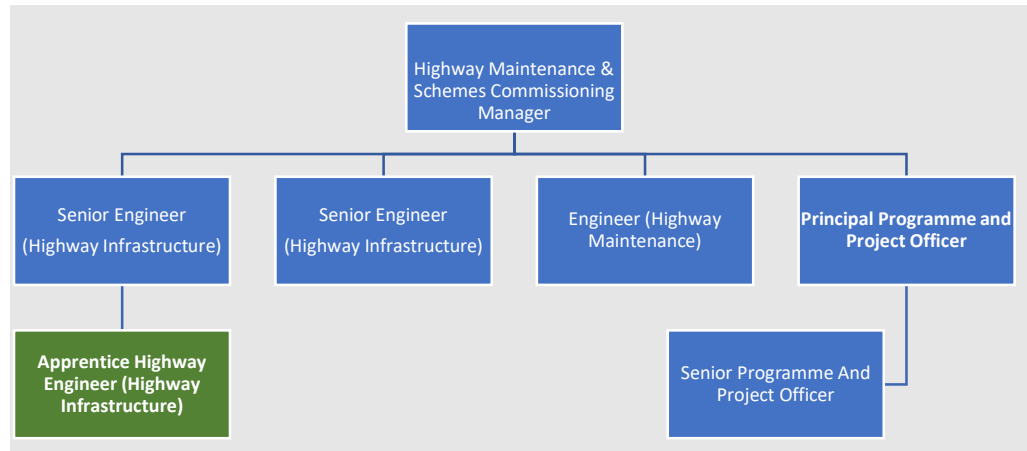 Highway Maintenance &
Schemes Commissioning
Manager
Senior Engineer
(Highway Infrastructure)
Senior Engineer
(Highway Infrastructure)
Engineer (Highway
Maintenance)
Principal Programme and
Project Officer
Apprentice Highway
Engineer (Highway
Infrastructure)
Senior Programme And
Project Officer